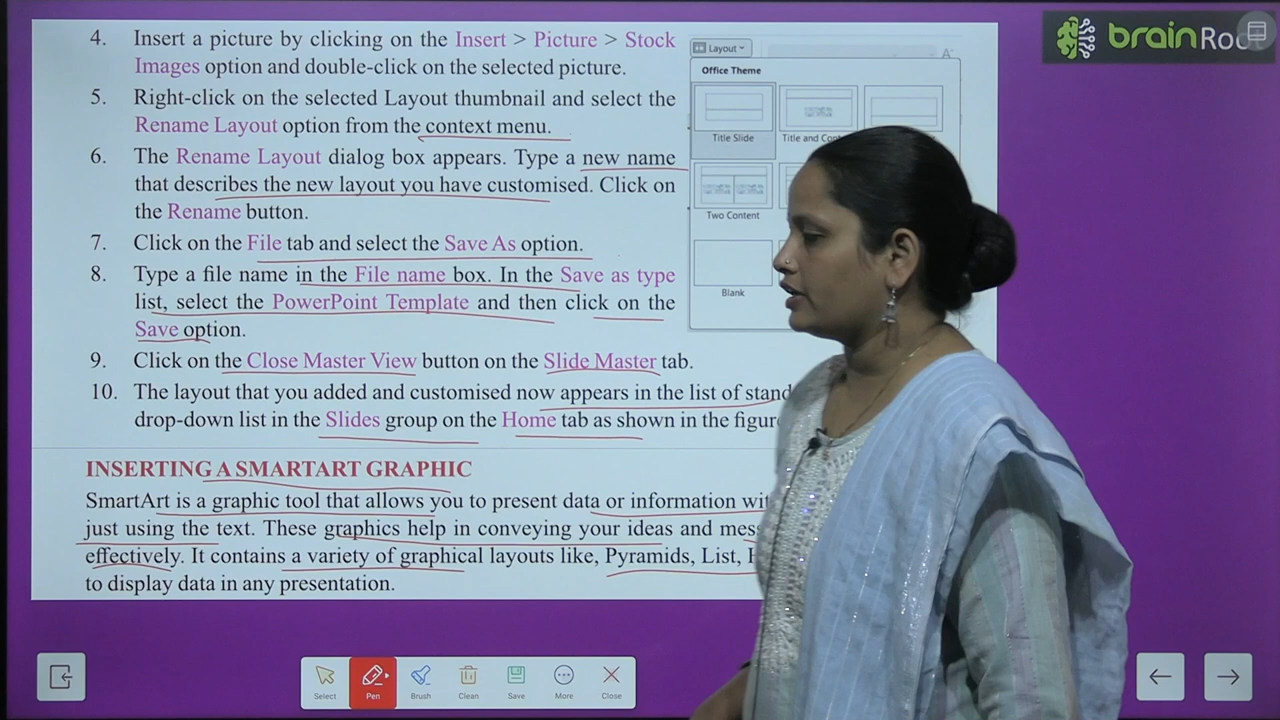 4. Insert a picture by clicking on the Insert > Picture > Stock
Images option and double-click on the selected picture.
5. Right-click on the selected Layout thumbnail and select the
Rename Layout option from the context menu.
6. The Rename Layout dialog box appears. Type a new name
that describes the new layout you have customised. Click on
the Rename button.
7. Click on the File tab and select the Save As option.
8. Type a file name in the File name box. In the Save as type
list, select the PowerPoint Template and then click on the
Save option.
9. Click on the Close Master View button on the Slide Master tab.
10. The layout that you added and customised now appears in the list of
drop-down list in the Slides group on the Home tab as shown in the
INSERTING A SMARTART GRAPHIC
SmartArt is a graphic tool that allows you to present data or information
just using the text. These graphics help in conveying your ideas and
effectively. It contains a variety of graphical layouts like, Pyramids, List,
to display data in any presentation.
Layout
Office Theme
Title Slide
Title and
Two Content
Blank
brainRoot
Select Pen Brush Clean Save More Close